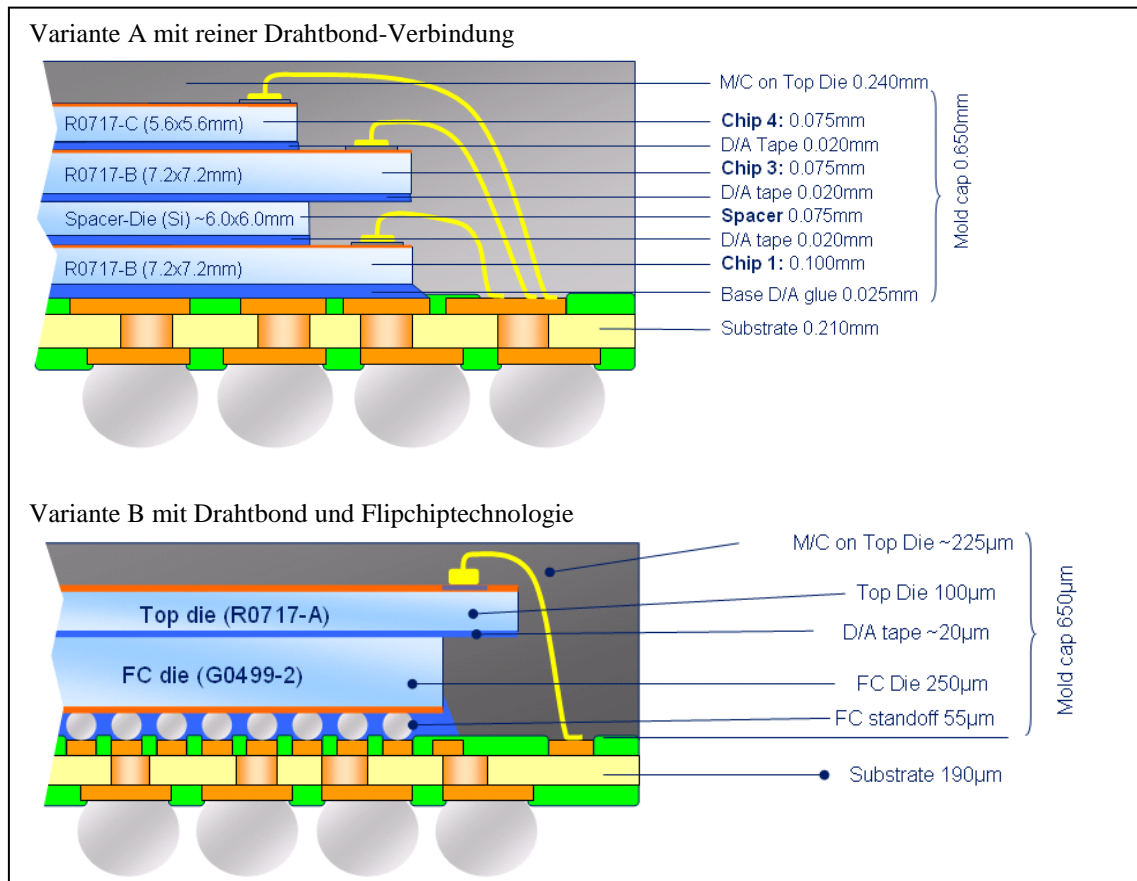 Variante A mit reiner Drahtbond-Verbindung
M/C on Top Die 0.240mm
R0717-C (5.6x5.6mm)
Chip 4: 0.075mm
D/A Tape 0.020mm
R0717-B (7.2x7.2mm)
Chip 3: 0.075mm
D/A tape 0.020mm
Spacer-Die (Si) ~6.0x6.0mm
Spacer 0.075mm
D/A tape 0.020mm
R0717-B (7.2x7.2mm)
Chip 1: 0.100mm
Base D/A glue 0.025mm
Substrate 0.210mm
Mold cap 0.650mm
Variante B mit Drahtbond und Flipchiptechnologie
M/C on Top Die ~225µm
Top die (R0717-A)
Top Die 100µm
D/A tape ~20µm
FC die (G0499-2)
FC Die 250µm
FC standoff 55µm
Substrate 190µm
Mold cap 650µm